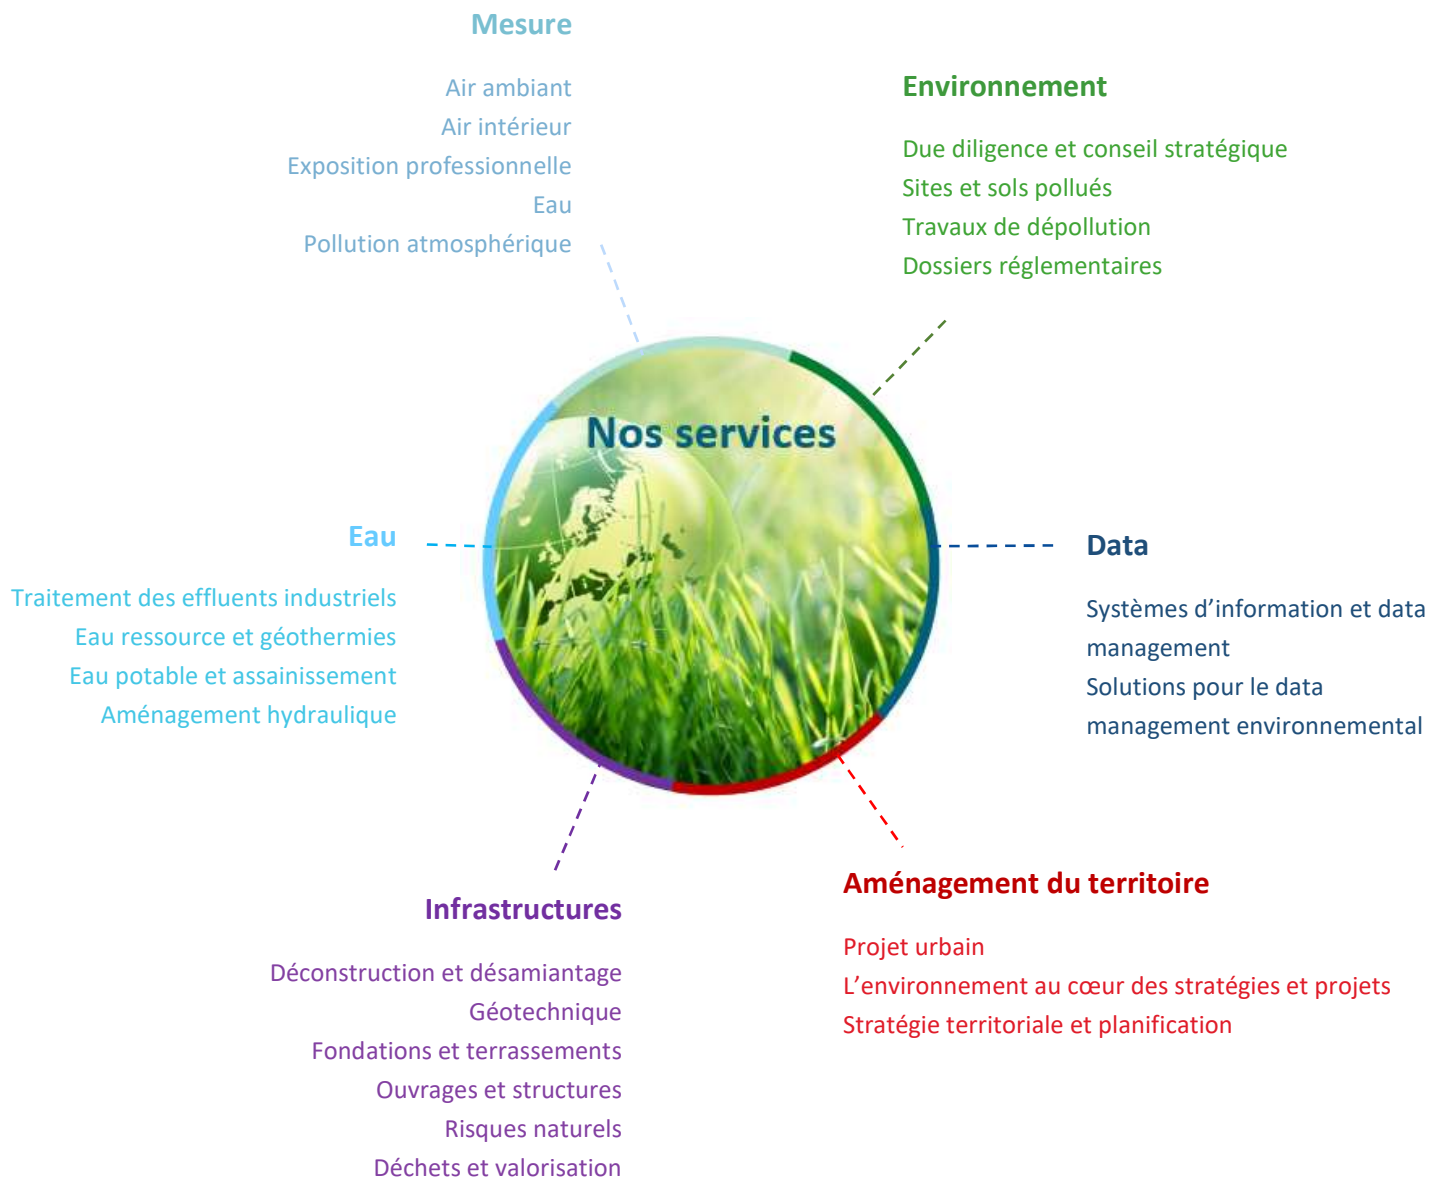 Mesure
Air ambiant
Air intérieur
Exposition professionnelle
Eau
Pollution atmosphérique
Environnement
Due diligence et conseil stratégique
Sites et sols pollués
Travaux de dépollution
Dossiers réglementaires
Nos services
Eau
Traitement des effluents industriels
Eau ressource et géothermies
Eau potable et assainissement
Aménagement hydraulique
Data
Systèmes d’information et data
management
Solutions pour le data
management environnemental
Infrastructures
Déconstruction et désamiantage
Géotechnique
Fondations et terrassements
Ouvrages et structures
Risques naturels
Déchets et valorisation
Aménagement du territoire
Projet urbain
L’environnement au cœur des stratégies et projets
Stratégie territoriale et planification